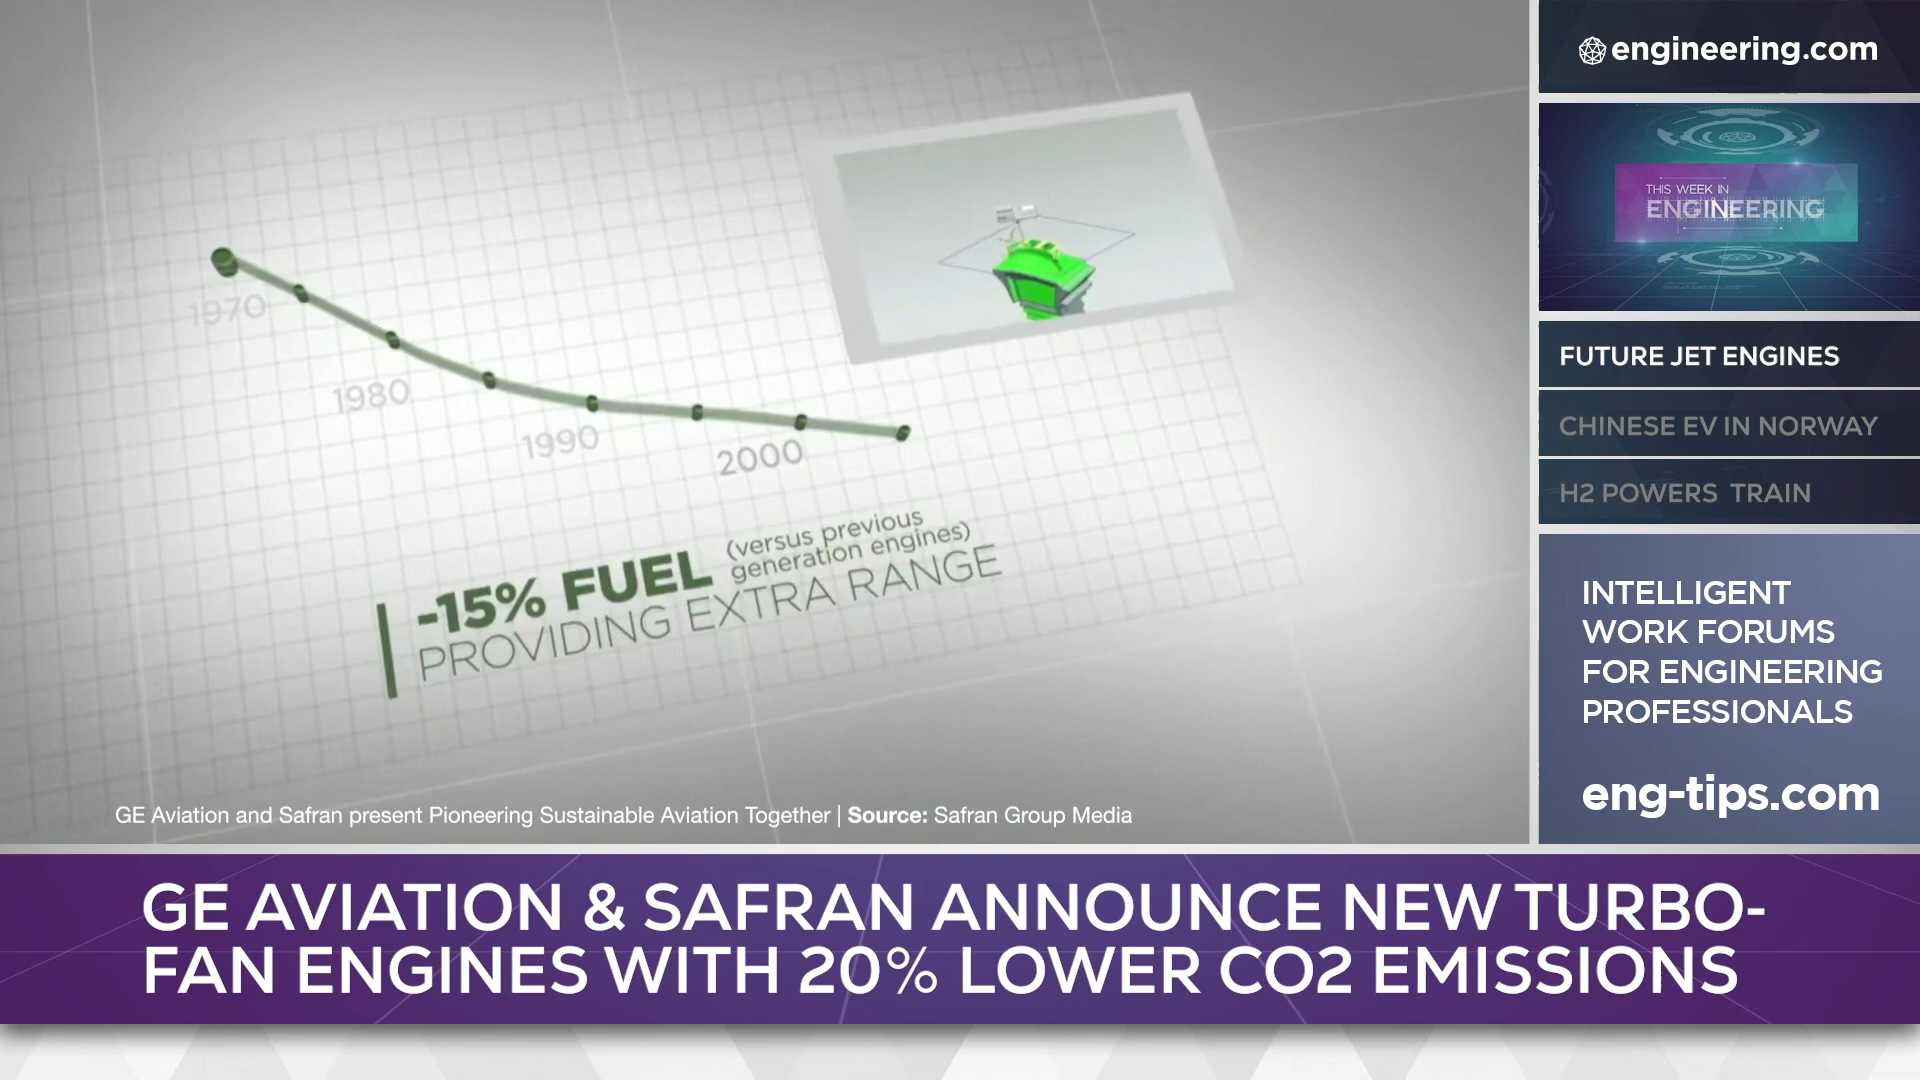 1970
1980
1990
2000
-15% FUEL
(versus previous
generation engines)
PROVIDING EXTRA RANGE
GE Aviation and Safran present Pioneering Sustainable Aviation Together | Source: Safran Group Media
engineering.com
THIS WEEK IN
ENGINEERING
FUTURE JET ENGINES
CHINESE EV IN NORWAY
H2 POWERS TRAIN
INTELLIGENT
WORK FORUMS
FOR ENGINEERING
PROFESSIONALS
eng-tips.com
GE AVIATION & SAFRAN ANNOUNCE NEW TURBO-
FAN ENGINES WITH 20% LOWER CO2 EMISSIONS